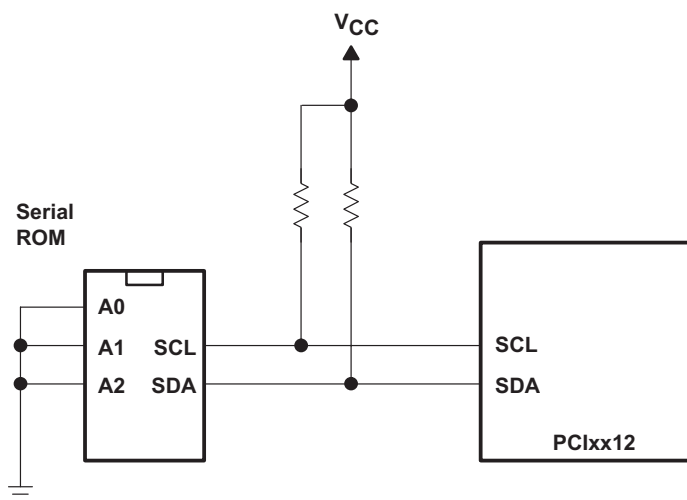 VCC
Serial
ROM
A0
A1
SCL
SCL
A2
SDA
SDA
PCIxx12